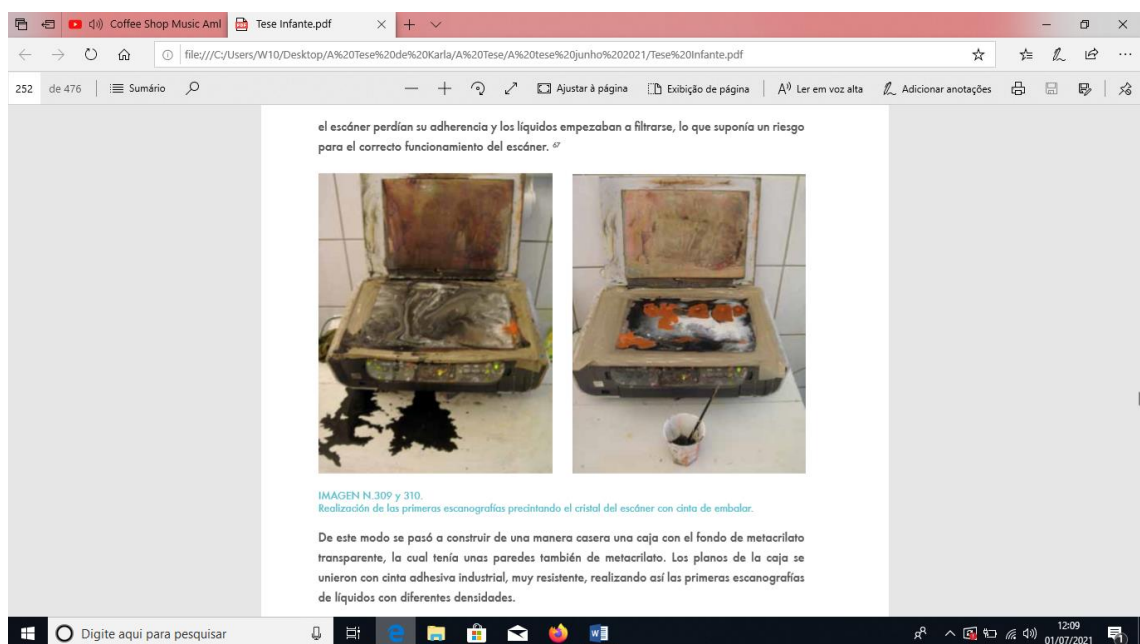 Coffee Shop Music Aml
Tese Infante.pdf
file:///C:/Users/W10/Desktop/A%20Tese%20de%20Karla/A%20Tese/A%20tese%20junho%202021/Tese%20Infante.pdf
252 de 476 Sumário Ajustar à página Exibição de página Ler em voz alta Adicionar anotações
el escáner perdían su adherencia y los líquidos empezaban a filtrarse, lo que suponía un riesgo
para el correcto funcionamiento del escáner. 67
IMAGEN N.309 y 310.
Realización de las primeras escanografías precintando el cristal del escáner con cinta de embalar.
De este modo se pasó a construir de una manera casera una caja con el fondo de metacrilato
transparente, la cual tenía unas paredes también de metacrilato. Los planos de la caja se
unieron con cinta adhesiva industrial, muy resistente, realizando así las primeras escanografías
de líquidos con diferentes densidades.
Digite aqui para pesquisar
12:09
01/07/2021